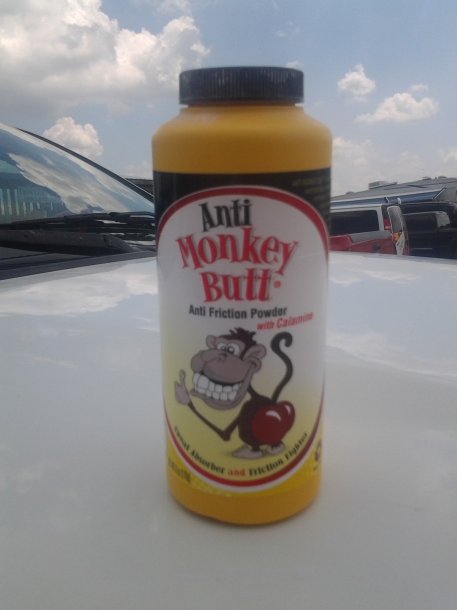 Anti
Monkey
Butt®
Anti Friction Powder
with Calamine
Sweat Absorber and Friction Fighter